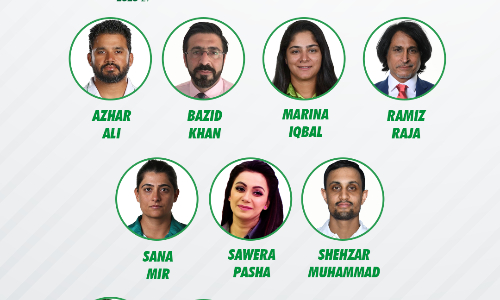 AZHAR
ALI
BAZID
KHAN
MARINA
IQBAL
RAMIZ
RAJA
SANA
MIR
SAWERA
PASHA
SHEHZAR
MUHAMMAD